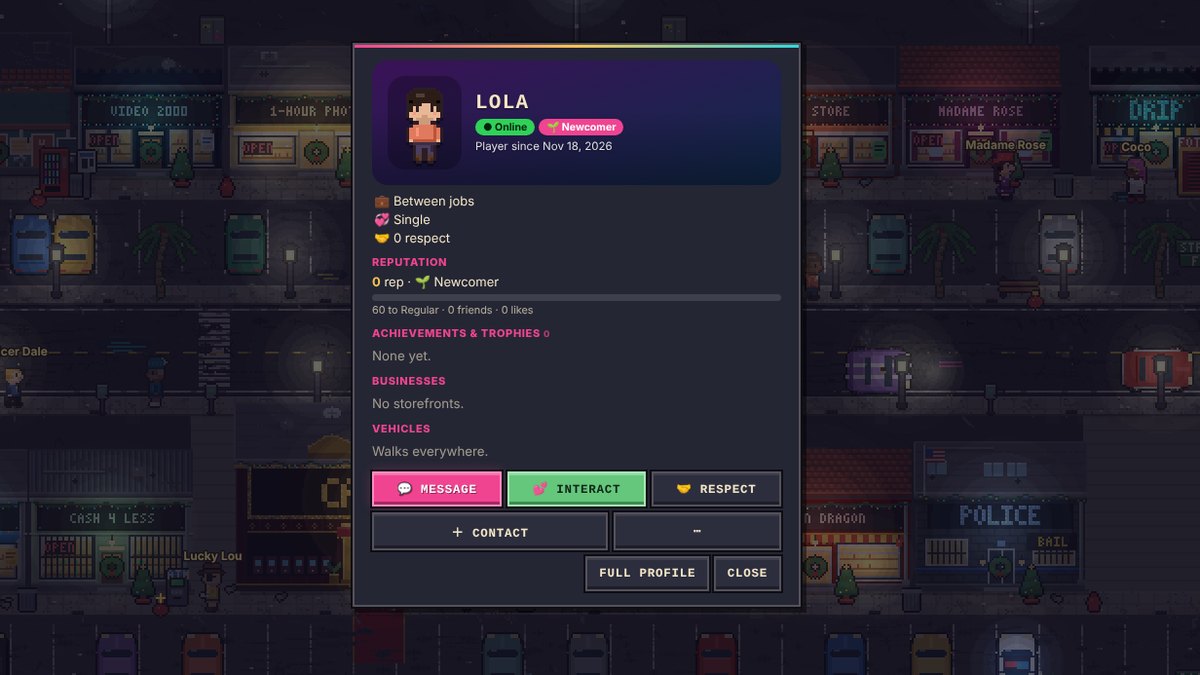 VIDEO 2000
1-HOUR PHO
STORE
MADAME ROSE
DRIP
OPEN
OPEN
OPEN
Madame Rose
Coco
LOLA
Online
Newcomer
Player since Nov 18, 2026
Between jobs
Single
0 respect
REPUTATION
0 rep · Newcomer
60 to Regular · 0 friends · 0 likes
ACHIEVEMENTS & TROPHIES 0
None yet.
BUSINESSES
No storefronts.
VEHICLES
Walks everywhere.
MESSAGE
INTERACT
RESPECT
+ CONTACT
FULL PROFILE
CLOSE
cer Dale
CASH 4 LESS
OPEN
Lucky Lou
N DRAGON
POLICE
BAIL